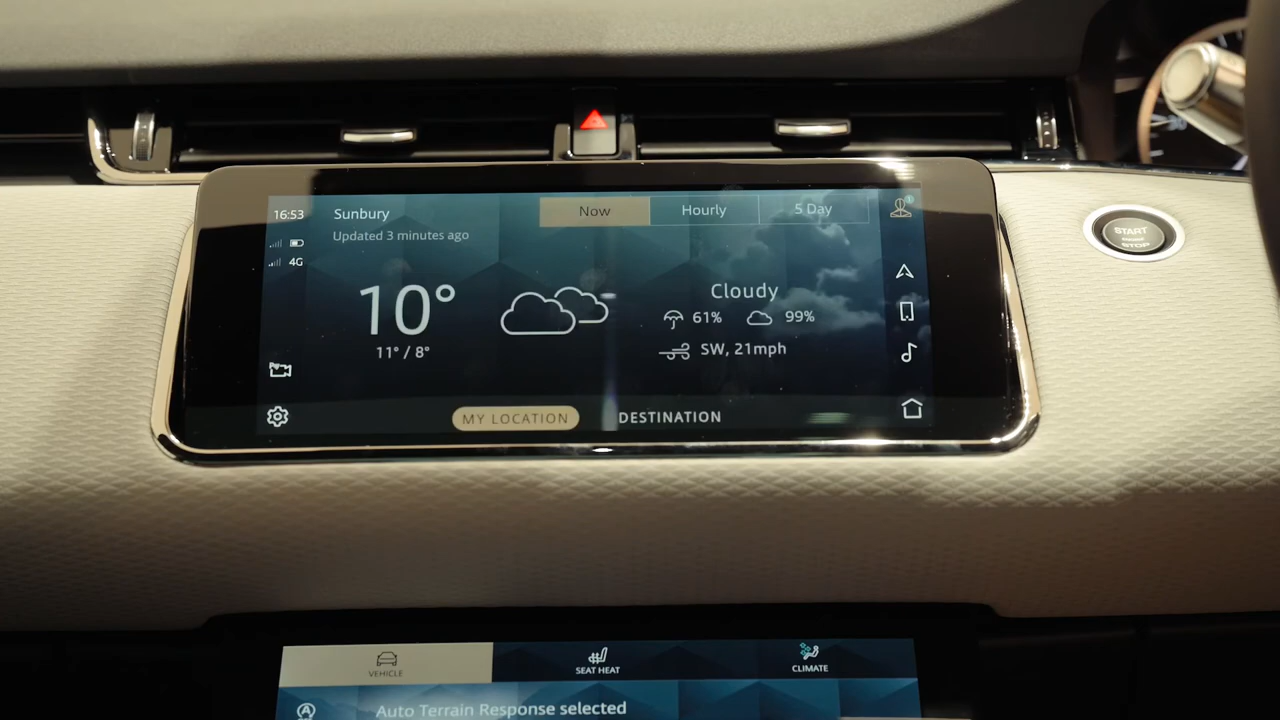 16:53
Sunbury
Now
Hourly
5 Day
Updated 3 minutes ago
4G
10°
11° / 8°
Cloudy
61%
99%
SW, 21mph
MY LOCATION
DESTINATION
START
STOP
VEHICLE
SEAT HEAT
CLIMATE
Auto Terrain Response selected